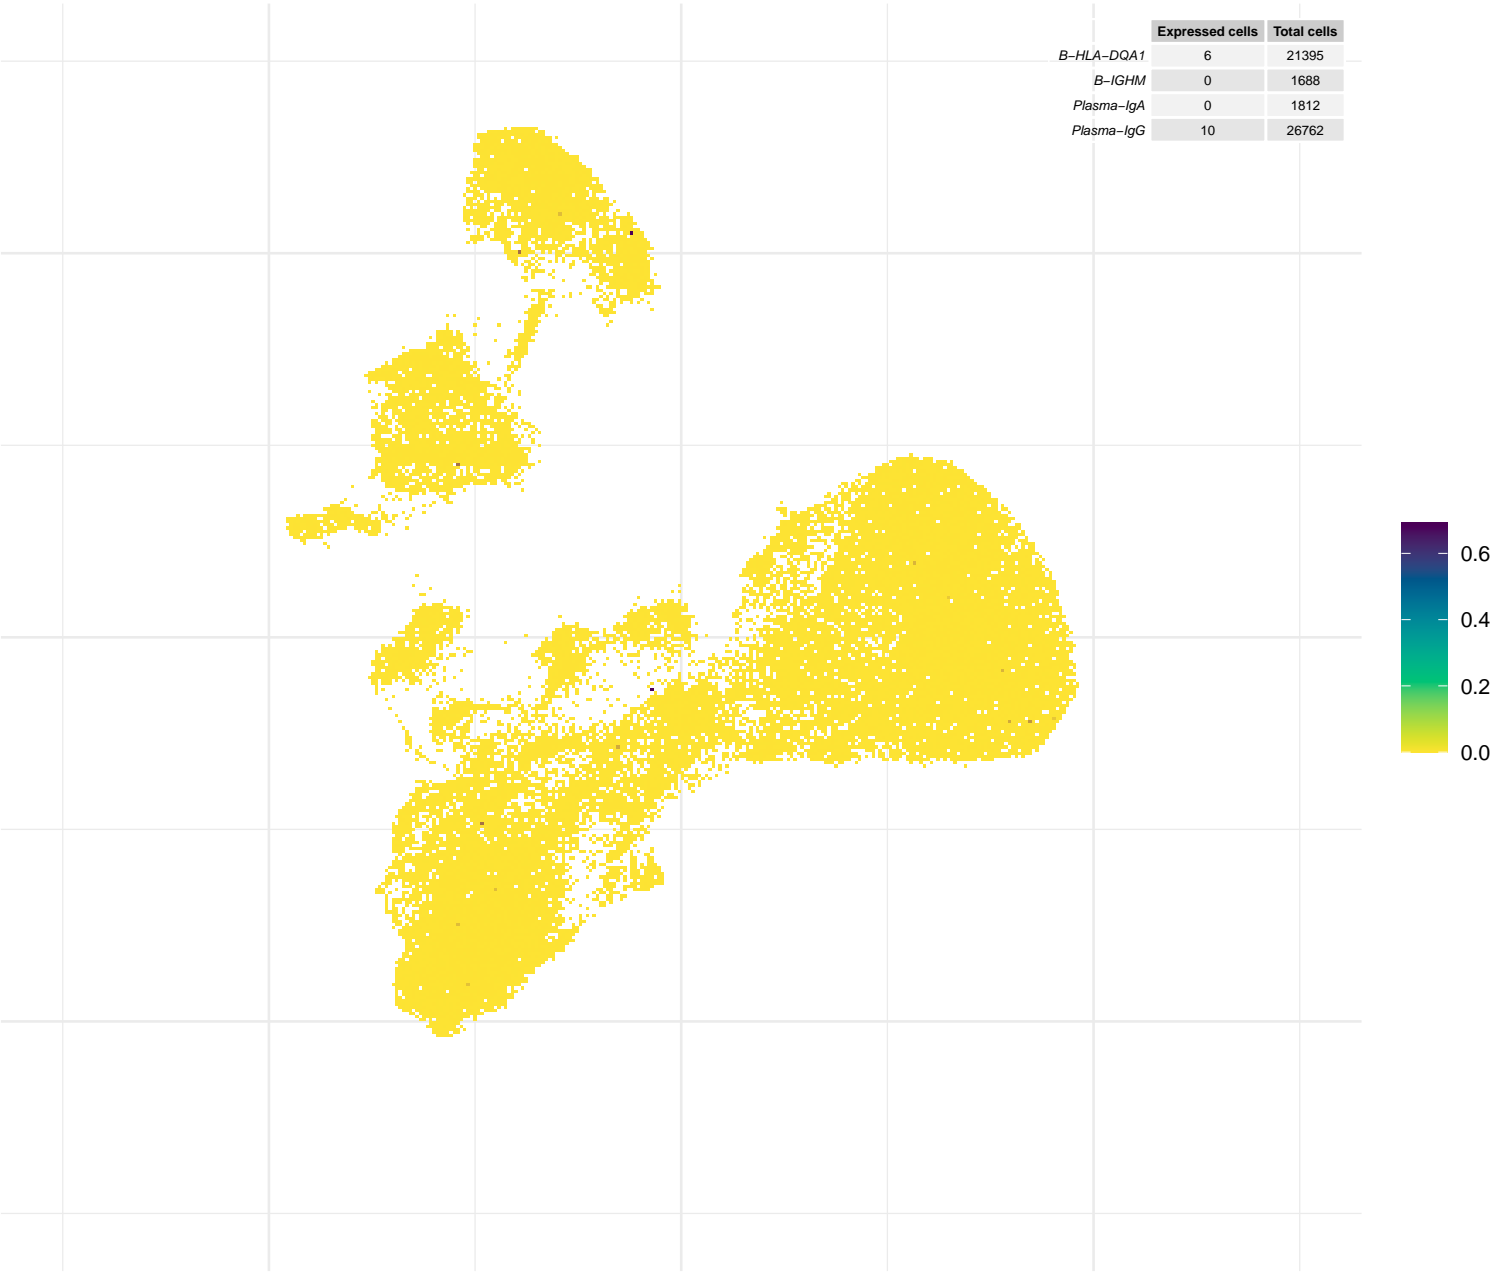 Expressed cells Total cells
B−HLA−DQA1 6 21395
B−IGHM 0 1688
Plasma−IgA 0 1812
Plasma−IgG 10 26762
0.6
0.4
0.2
0.0